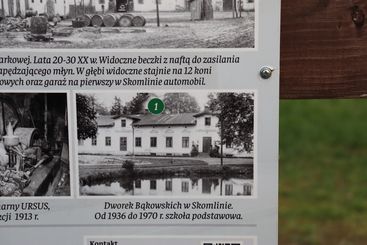 arkowej. Lata 20-30 XX w. Widoczne beczki z naftą do zasilania
apędzającego młyn. W głębi widoczne stajnie na 12 koni
owych oraz garaż na pierwszy w Skomlinie automobil.
1
arny URSUS,
cji 1913 r.
Dworek Bąkowskich w Skomlinie.
Od 1936 do 1970 r. szkoła podstawowa.
Kontakt